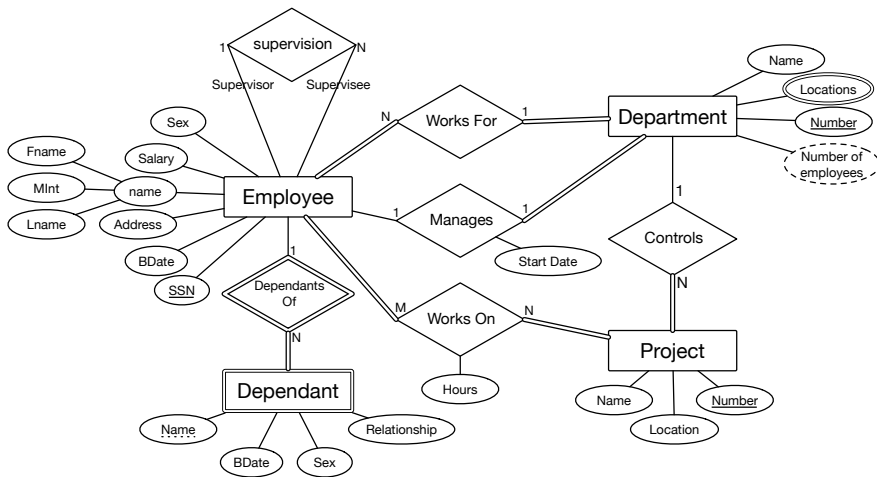 supervision
1
N
Supervisor
Supervisee
Name
Locations
Department
Number
Number of
employees
N
Works For
1
Sex
Fname
Salary
MInt
name
Employee
Lname
Address
BDate
SSN
1
Manages
1
Start Date
1
Controls
N
1
Dependants
Of
N
M
Works On
N
Hours
Project
Name
Number
Location
Dependant
Name
Relationship
BDate
Sex